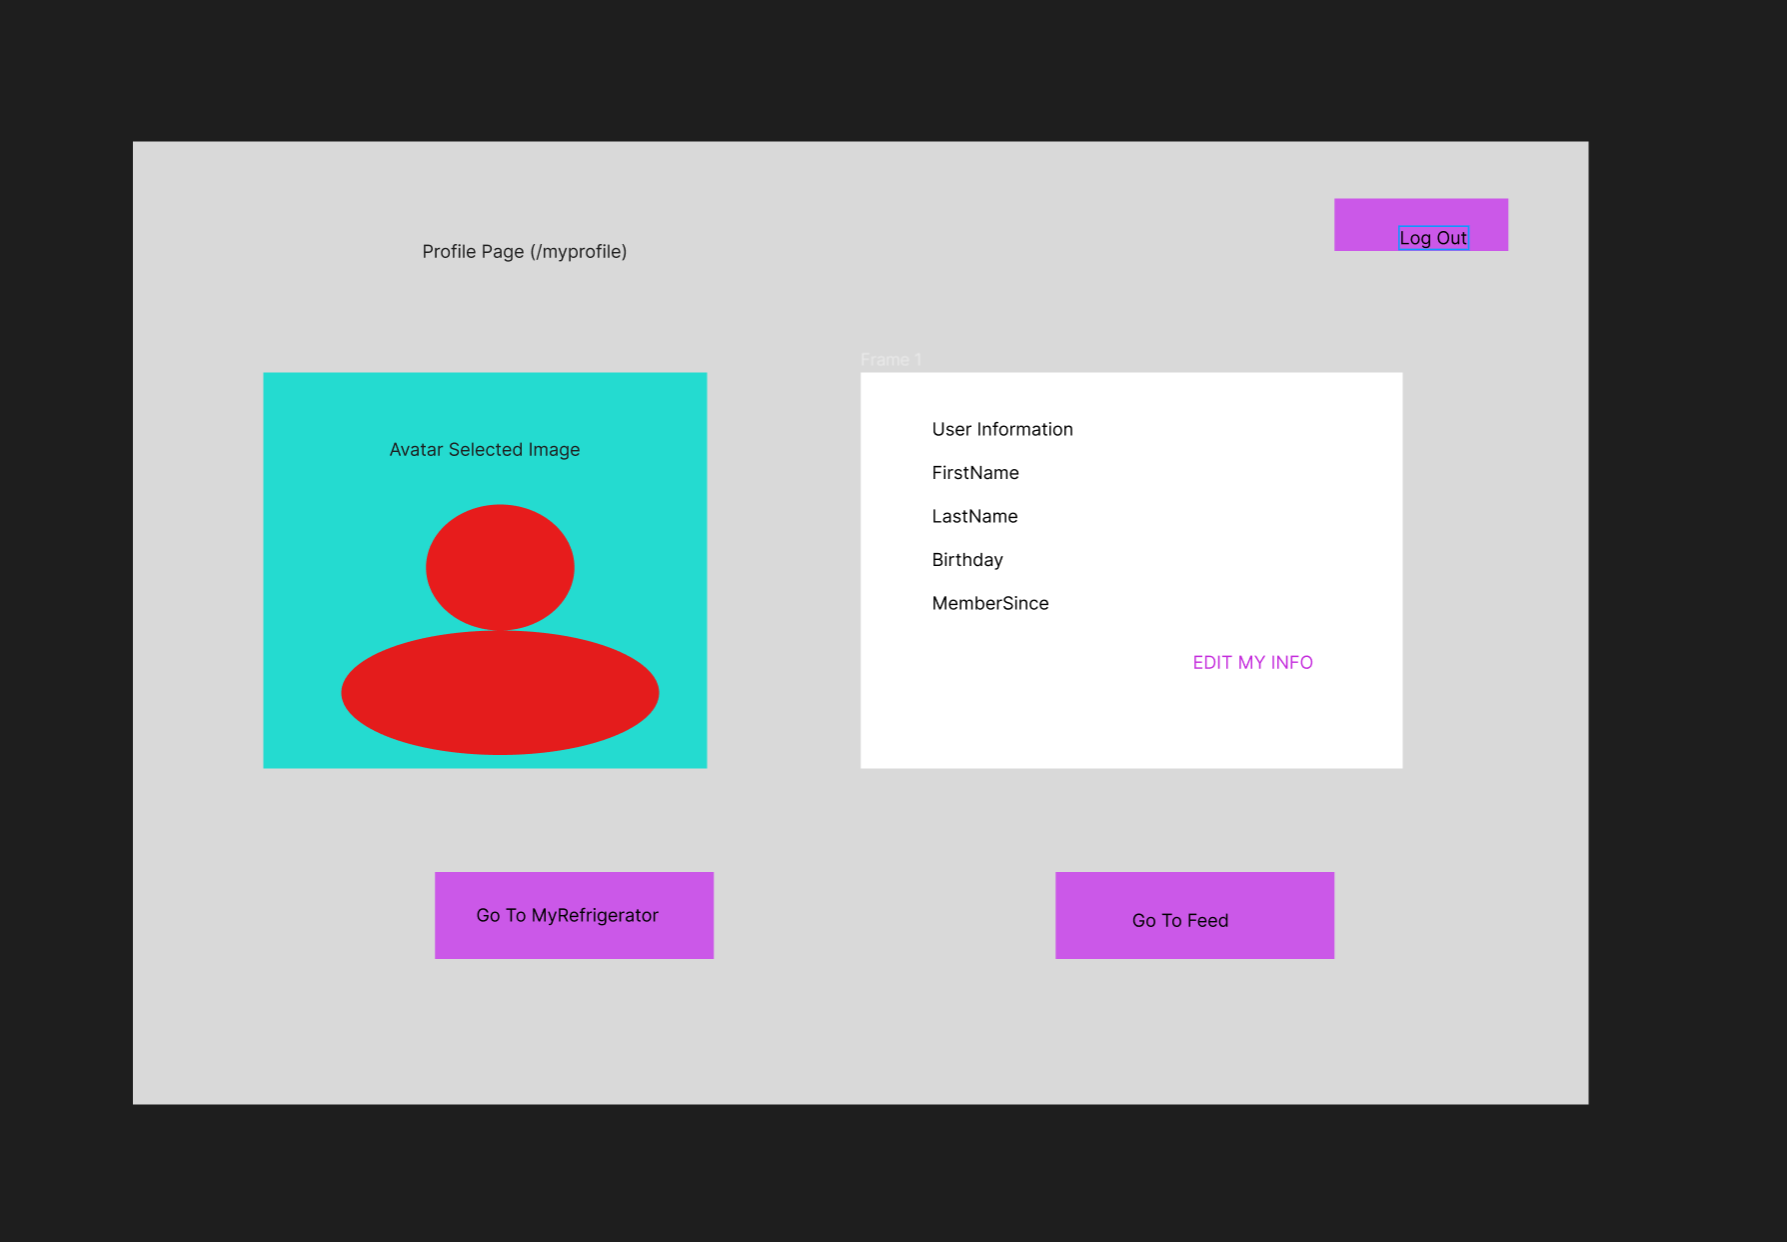 Log Out
Profile Page (/myprofile)
Frame 1
Avatar Selected Image
User Information
FirstName
LastName
Birthday
MemberSince
EDIT MY INFO
Go To MyRefrigerator
Go To Feed